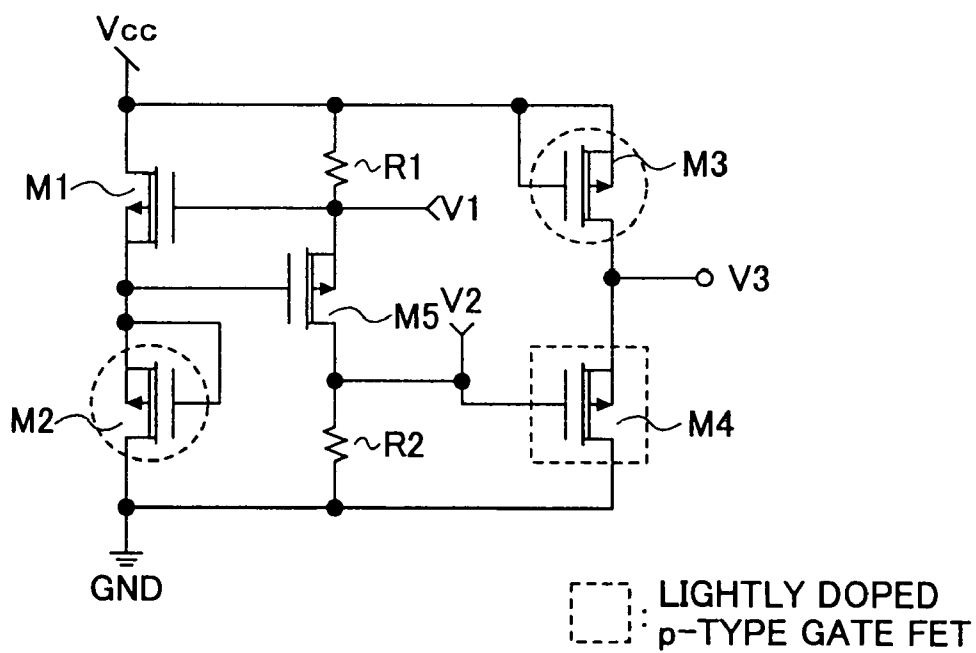 Vcc
M1
R1
V1
M3
V3
M5
V2
M2
R2
M4
GND
: LIGHTLY DOPED
p-TYPE GATE FET